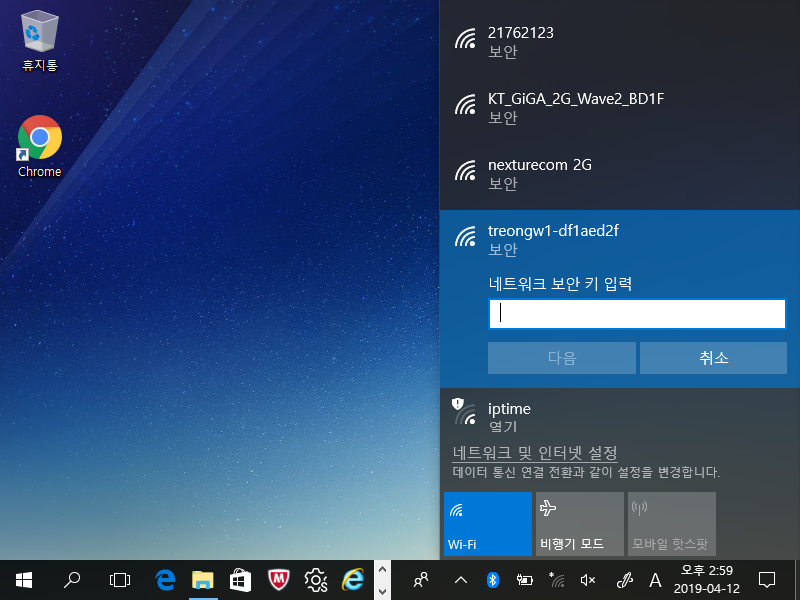 휴지통
Chrome
21762123
보안
KT_GiGA_2G_Wave2_BD1F
보안
nexturecom 2G
보안
treongw1-df1aed2f
보안
네트워크 보안 키 입력
다음
취소
iptime
열기
네트워크 및 인터넷 설정
데이터 통신 연결 전환과 같이 설정을 변경합니다.
Wi-Fi
비행기 모드
모바일 핫스팟
A
오후 2:59
2019-04-12